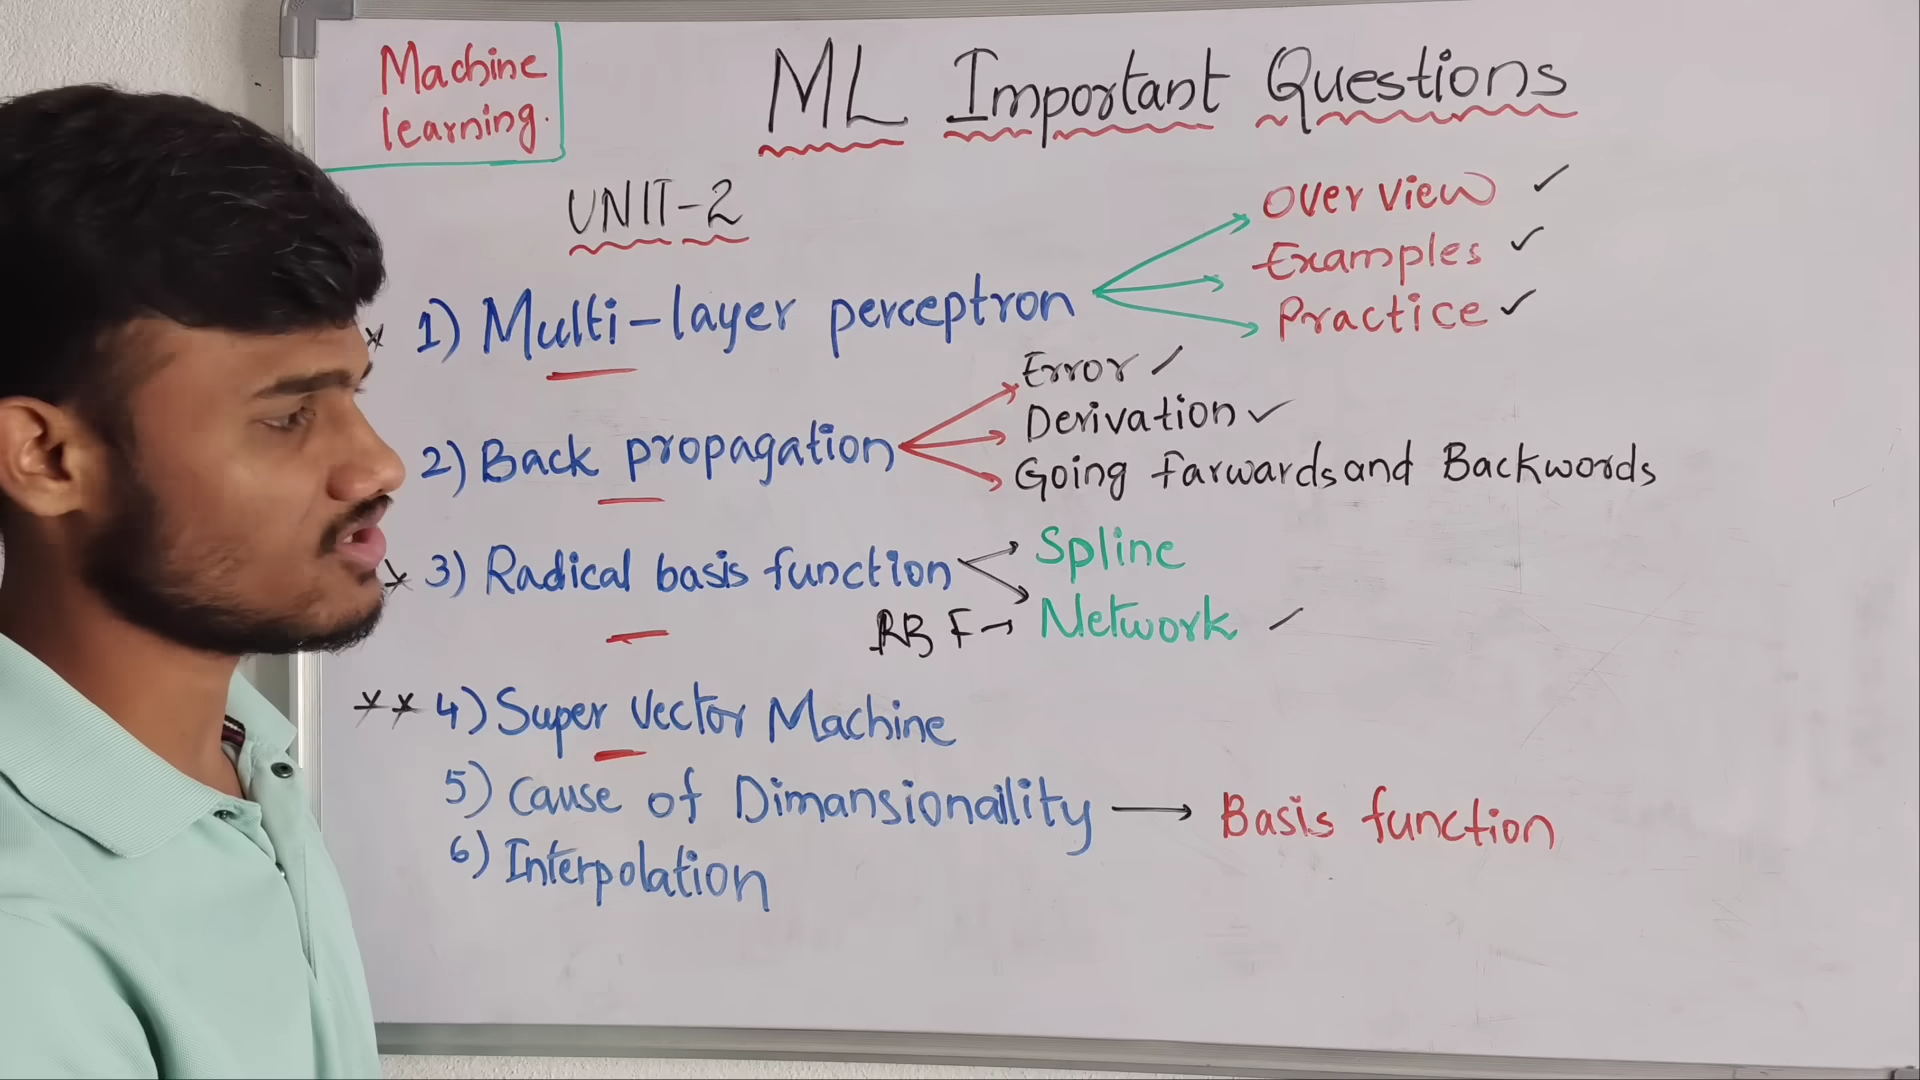 Machine
learning.
ML Important Questions
UNIT-2
1) Multi-layer perceptron
Over view ✓
Examples ✓
Practice ✓
2) Back propagation
Error
Derivation ✓
Going farwards and Backwords
3) Radical basis function
Spline
RBF → Network
** 4) Super Vector Machine
5) Cause of Dimansionaility → Basis function
6) Interpolation